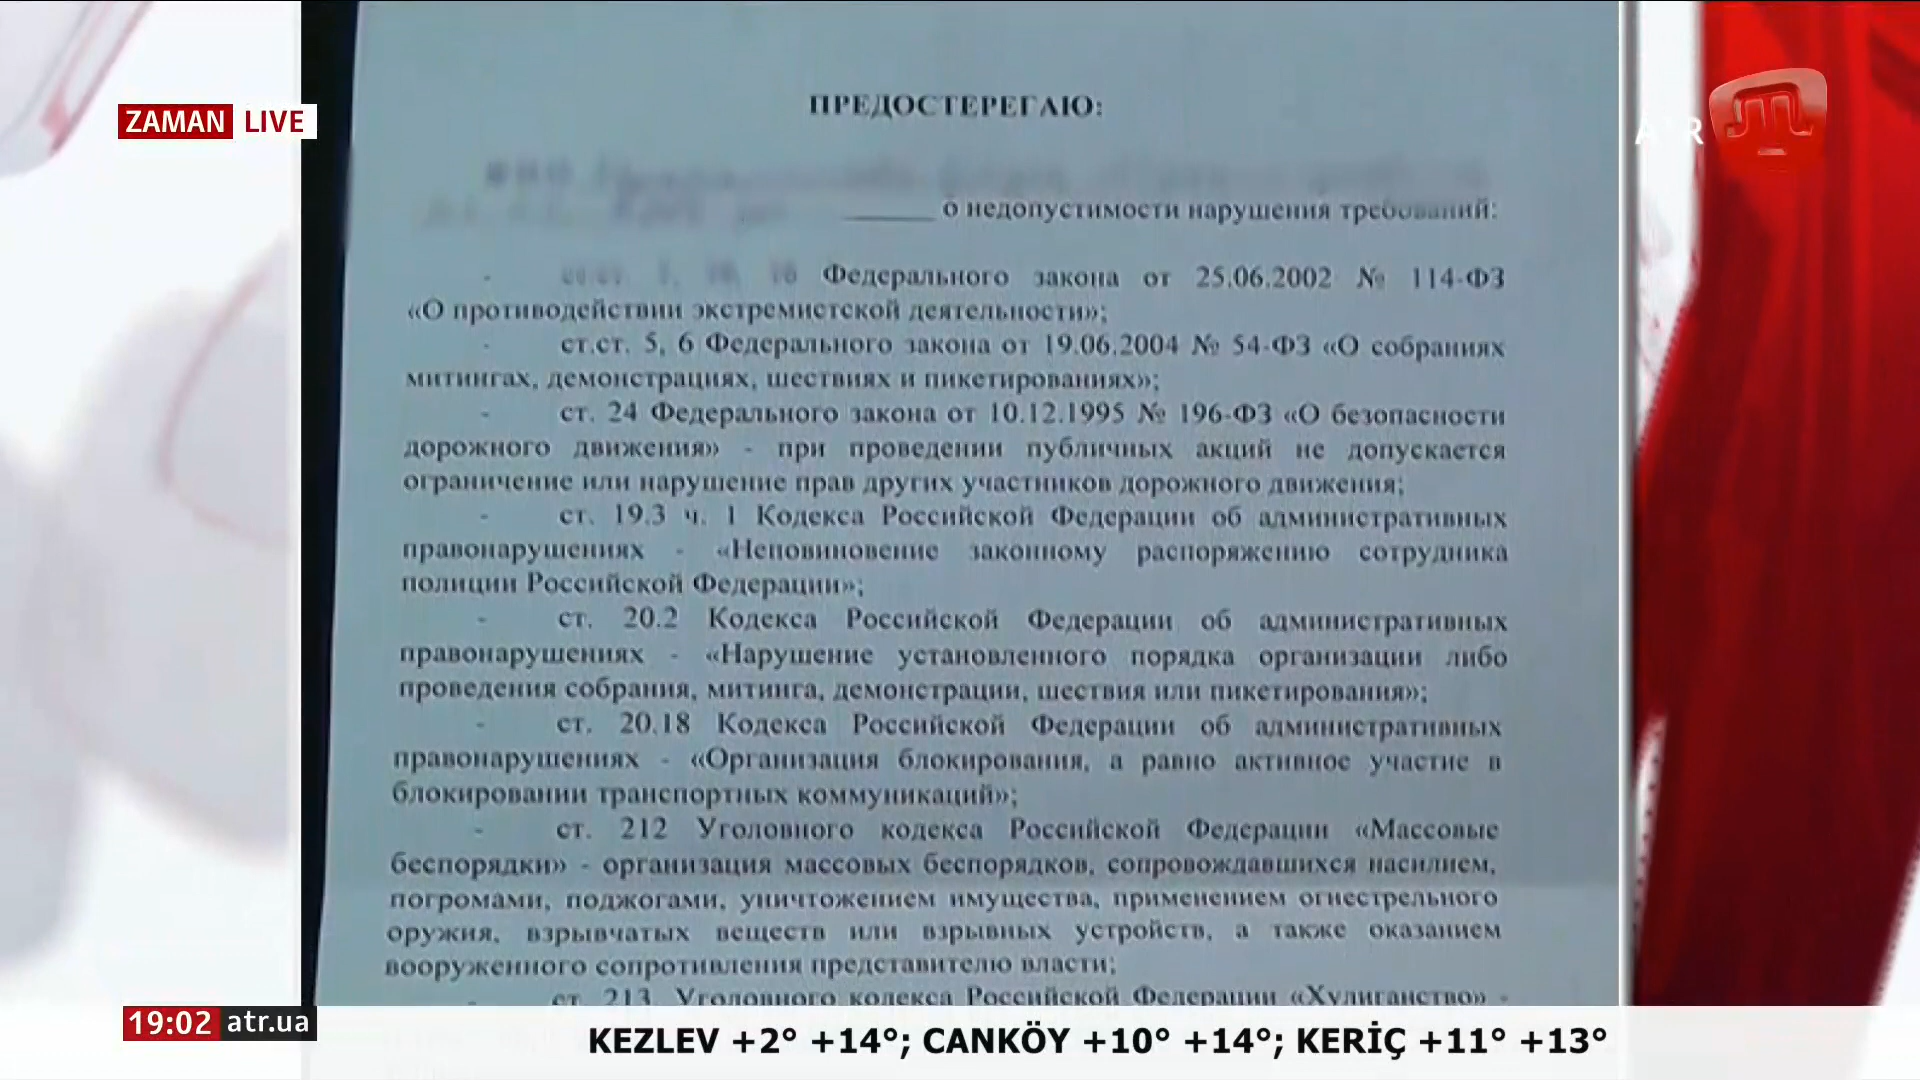 ZAMAN LIVE
ATR
ПРЕДОСТЕРЕГАЮ:
о недопустимости нарушения требований:
- Федерального закона от 25.06.2002 № 114-ФЗ
«О противодействии экстремистской деятельности»;
- ст.ст. 5, 6 Федерального закона от 19.06.2004 № 54-ФЗ «О собраниях
митингах, демонстрациях, шествиях и пикетированиях»;
- ст. 24 Федерального закона от 10.12.1995 № 196-ФЗ «О безопасности
дорожного движения» - при проведении публичных акций не допускается
ограничение или нарушение прав других участников дорожного движения;
- ст. 19.3 ч. 1 Кодекса Российской Федерации об административных
правонарушениях - «Неповиновение законному распоряжению сотрудника
полиции Российской Федерации»;
- ст. 20.2 Кодекса Российской Федерации об административных
правонарушениях - «Нарушение установленного порядка организации либо
проведения собрания, митинга, демонстрации, шествия или пикетирования»;
- ст. 20.18 Кодекса Российской Федерации об административных
правонарушениях - «Организация блокирования, а равно активное участие в
блокировании транспортных коммуникаций»;
- ст. 212 Уголовного кодекса Российской Федерации «Массовые
беспорядки» - организация массовых беспорядков, сопровождавшихся насилием,
погромами, поджогами, уничтожением имущества, применением огнестрельного
оружия, взрывчатых веществ или взрывных устройств, а также оказанием
вооруженного сопротивления представителю власти;
- ст. 213 Уголовного кодекса Российской Федерации «Хулиганство» -
19:02 atr.ua
KEZLEV +2° +14°; CANKÖY +10° +14°; KERİÇ +11° +13°